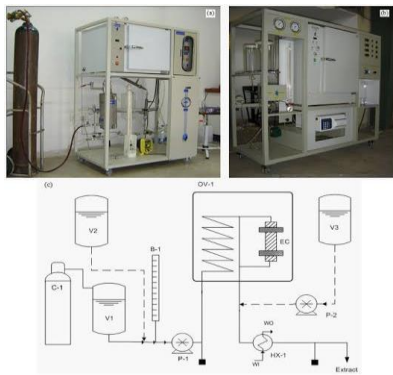 (a)
(b)
(c)
OV-1
V2
B-1
EC
V3
C-1
V1
P-1
P-2
WO
HX-1
WI
Extract